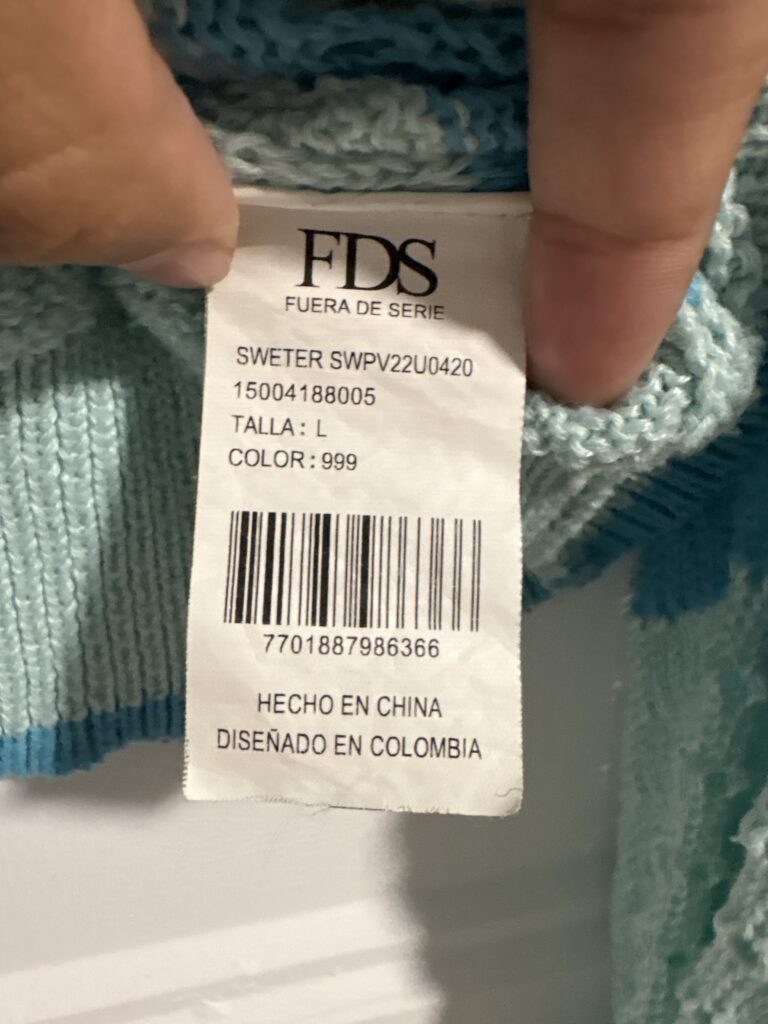 FDS
FUERA DE SERIE
SWETER SWPV22U0420
15004188005
TALLA : L
COLOR : 999
7701887986366
HECHO EN CHINA
DISEÑADO EN COLOMBIA